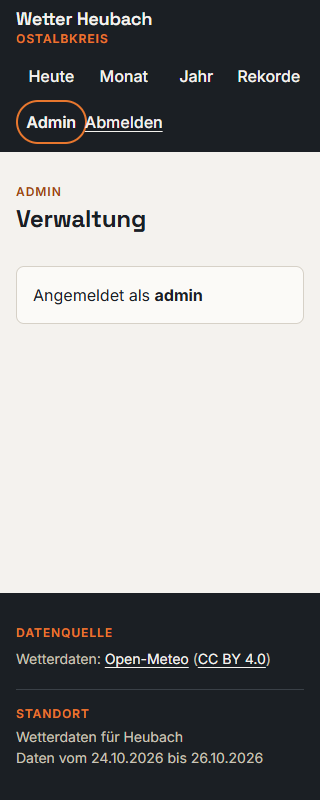 Wetter Heubach
OSTALBKREIS
Heute Monat Jahr Rekorde
Admin Abmelden
ADMIN
Verwaltung
Angemeldet als admin
DATENQUELLE
Wetterdaten: Open-Meteo (CC BY 4.0)
STANDORT
Wetterdaten für Heubach
Daten vom 24.10.2026 bis 26.10.2026